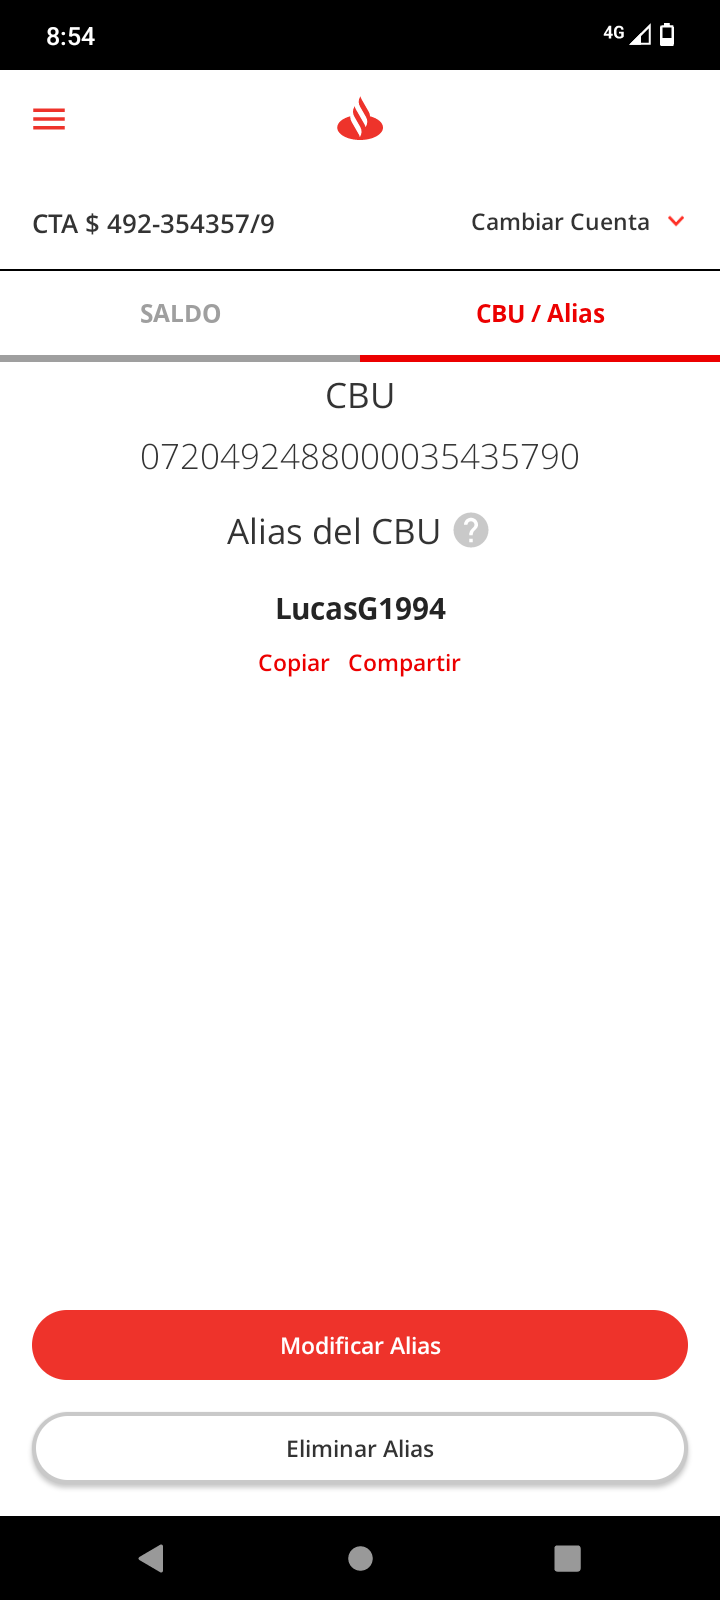 8:54
4G
CTA $ 492-354357/9
Cambiar Cuenta
SALDO
CBU / Alias
CBU
0720492488000035435790
Alias del CBU ?
LucasG1994
Copiar Compartir
Modificar Alias
Eliminar Alias